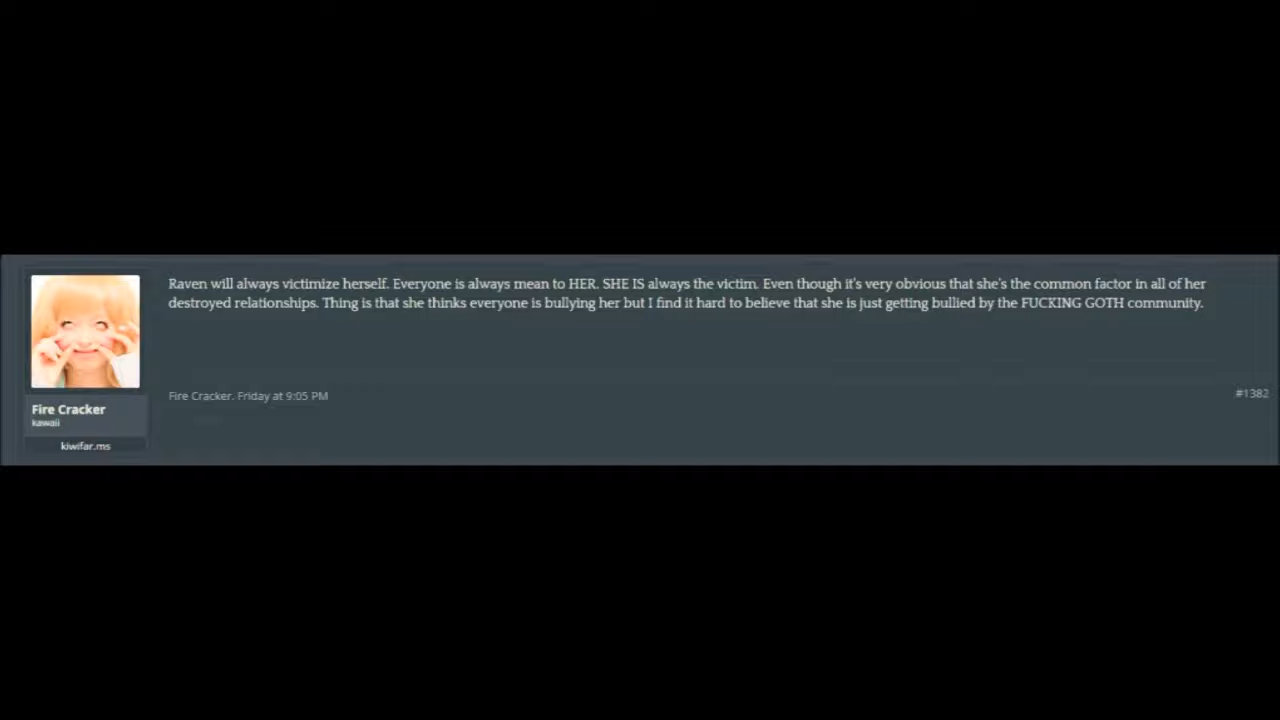 Raven will always victimize herself. Everyone is always mean to HER. SHE IS always the victim. Even though it's very obvious that she's the common factor in all of her
destroyed relationships. Thing is that she thinks everyone is bullying her but I find it hard to believe that she is just getting bullied by the FUCKING GOTH community.
Fire Cracker, Friday at 9:05 PM
#1382
Fire Cracker
kawaii
kiwifar.ms